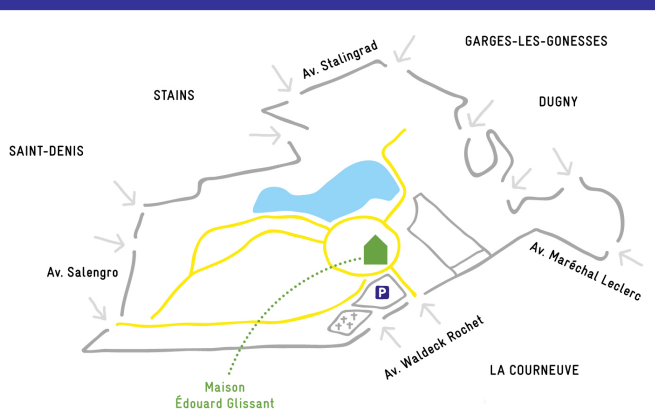 GARGES-LES-GONESSES
Av. Stalingrad
STAINS
DUGNY
SAINT-DENIS
Av. Salengro
Av. Maréchal Leclerc
P
Av. Waldeck Rochet
LA COURNEUVE
Maison
Édouard Glissant